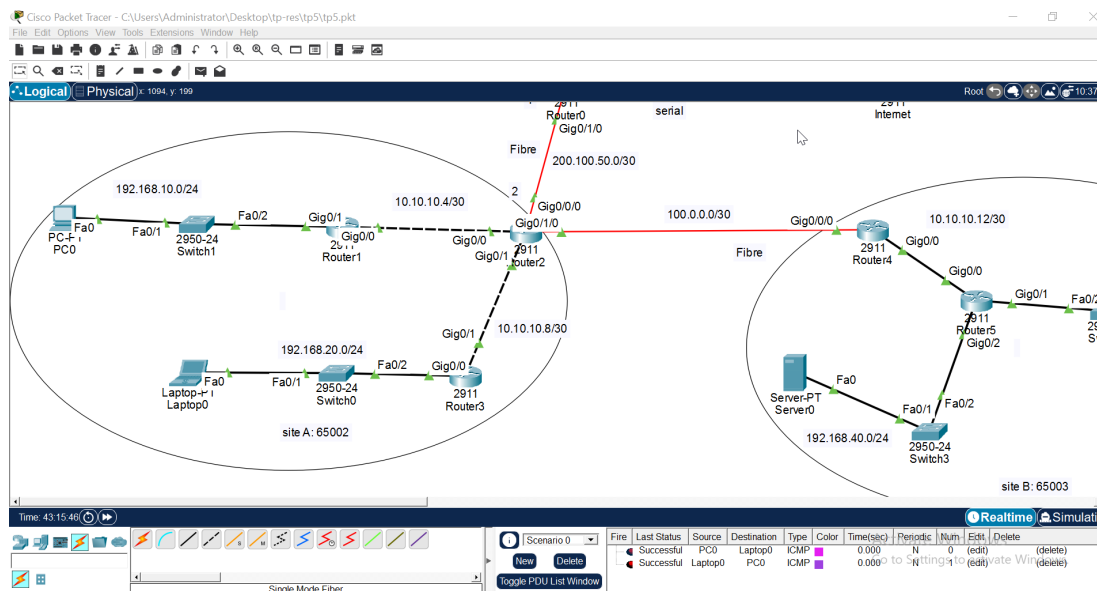 Cisco Packet Tracer - C:\Users\Administrator\Desktop\tp-res\tp5\tp5.pkt
File Edit Options View Tools Extensions Window Help
Logical Physical x: 1094, y: 199
Root 10:37
2911
Router0
Gig0/1/0
serial
2911
Internet
Fibre
200.100.50.0/30
192.168.10.0/24
2
Gig0/0/0
10.10.10.4/30
100.0.0.0/30
10.10.10.12/30
Fa0
PC0
Fa0/1
Fa0/2
2950-24
Switch1
Gig0/1
Gig0/0
Router1
Gig0/0
Gig0/1/0
2911
Gig0/1
Fibre
Gig0/0/0
2911
Router4
Gig0/0
Gig0/0
2911
Router5
Gig0/1
Gig0/2
Gig0/1
10.10.10.8/30
192.168.20.0/24
Fa0
Laptop0
Fa0/1
Fa0/2
2950-24
Switch0
Gig0/0
2911
Router3
Server-PT
Server0
Fa0
Fa0/1
Fa0/2
192.168.40.0/24
2950-24
Switch3
site A: 65002
site B: 65003
Time: 43:15:46
Realtime
Scenario 0
New Delete
Toggle PDU List Window
Fire Last Status Source Destination Type Color Time(sec) Periodic Num Edit Delete
Successful PC0 Laptop0 ICMP 0.000 N 0 (edit) (delete)
Successful Laptop0 PC0 ICMP 0.000 N 1 (edit) (delete)
Single Mode Fiber